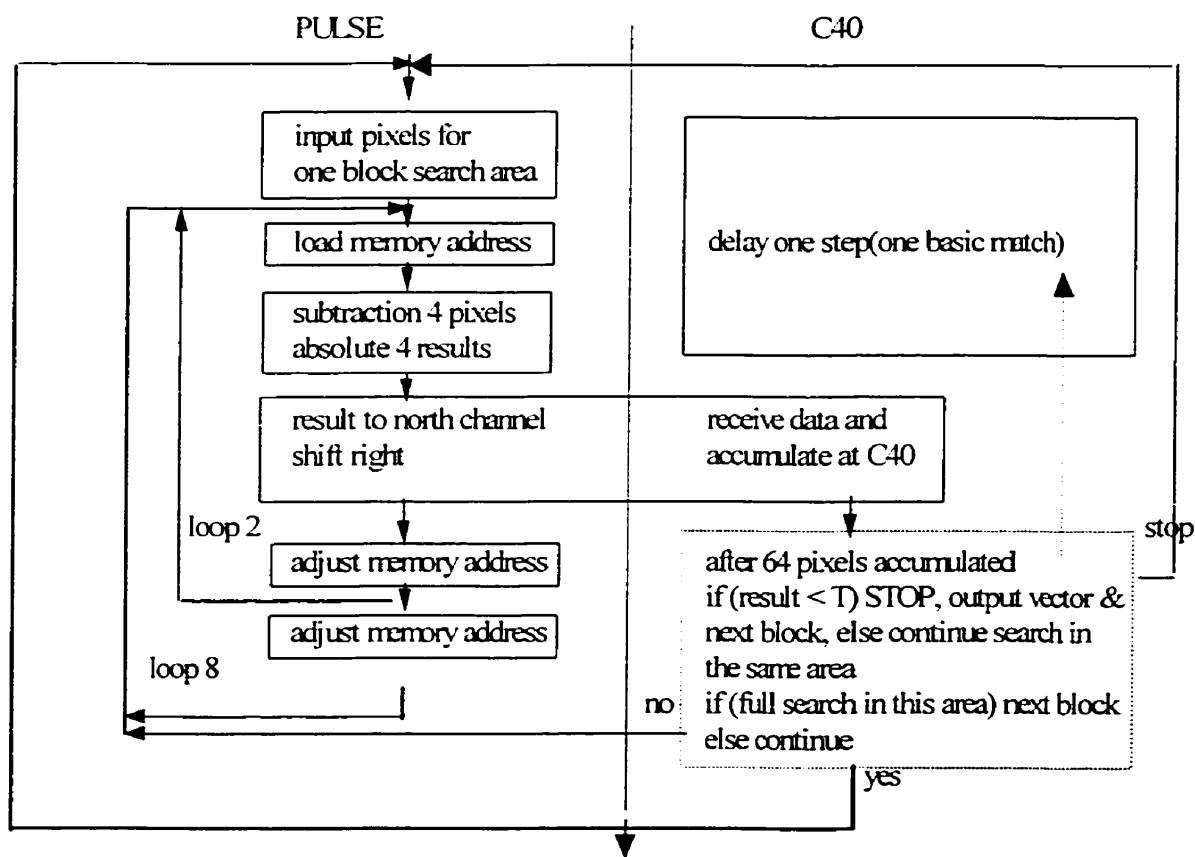 PULSE
C40
input pixels for
one block search area
load memory address
delay one step(one basic match)
subtraction 4 pixels
absolute 4 results
result to north channel
shift right
receive data and
accumulate at C40
loop 2
stop
adjust memory address
adjust memory address
loop 8
after 64 pixels accumulated
if (result < T) STOP, output vector &
next block, else continue search in
the same area
if (full search in this area) next block
else continue
no
yes